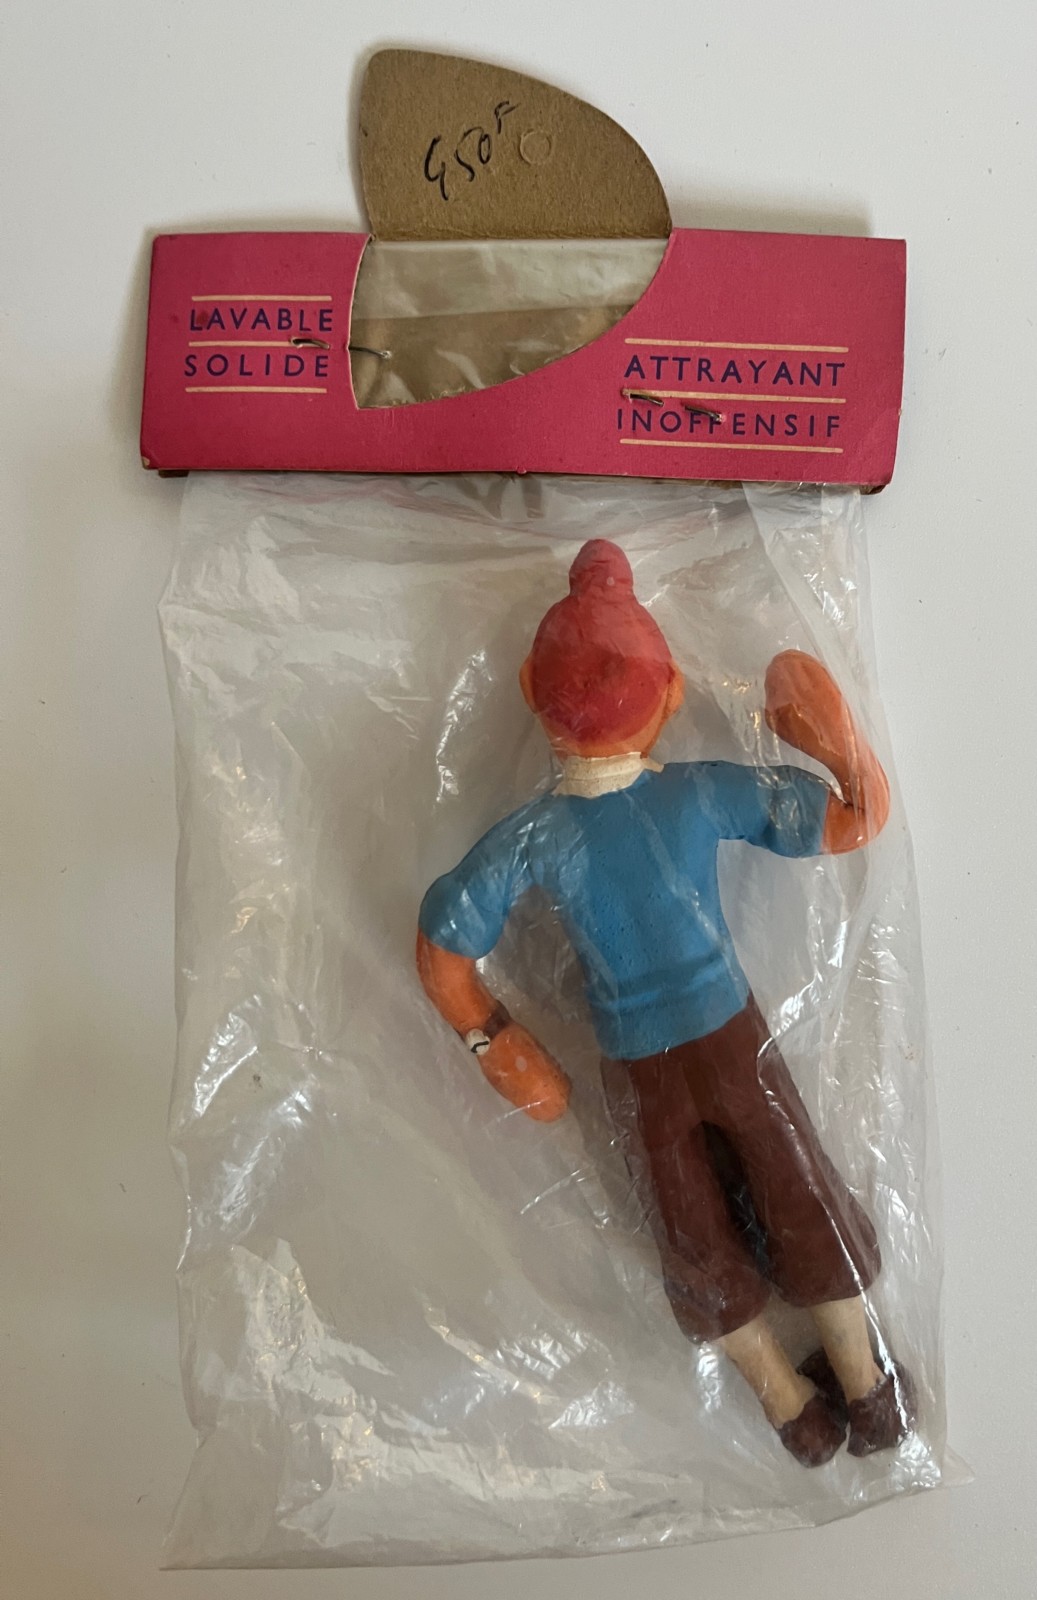 450F
LAVABLE
SOLIDE
ATTRAYANT
INOFFENSIF